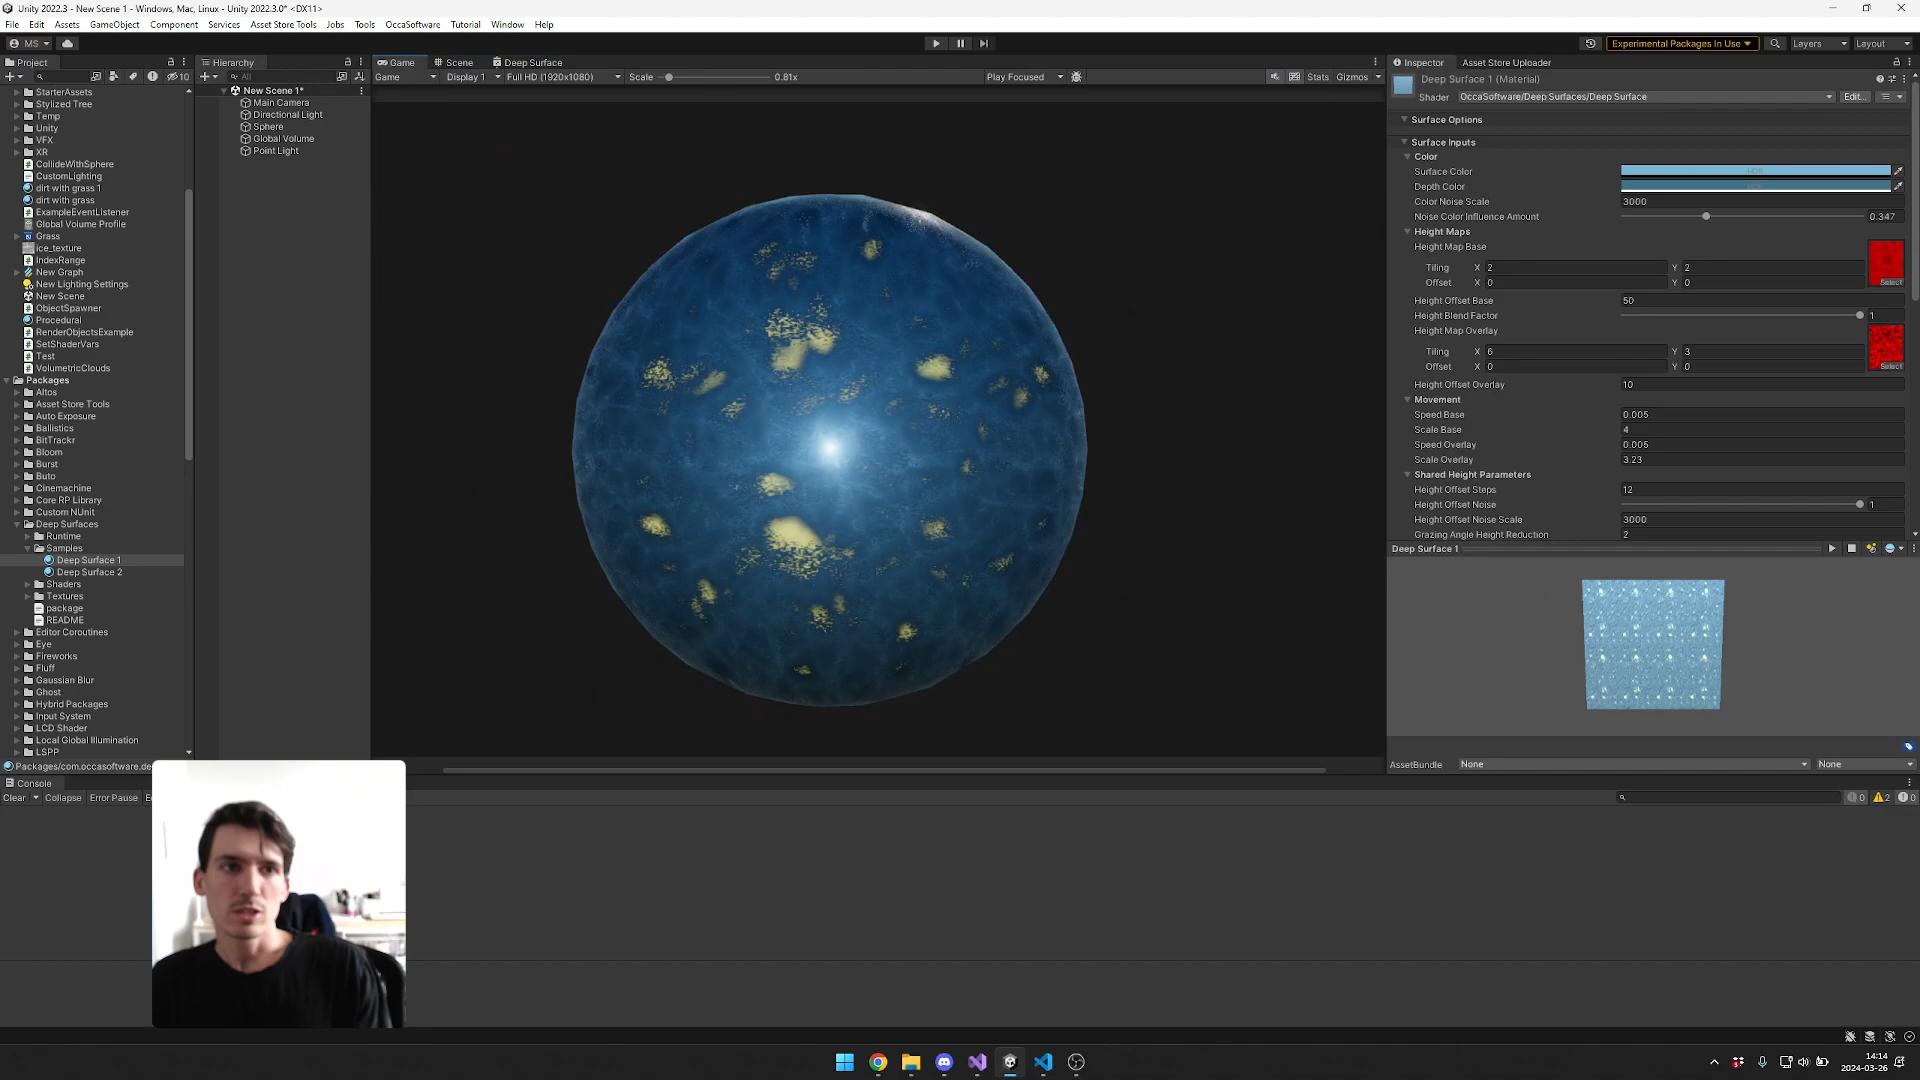 Unity 2022.3 - New Scene 1 - Windows, Mac, Linux - Unity 2022.3.0* <DX11>
File Edit Assets GameObject Component Services Asset Store Tools Jobs Tools OccaSoftware Tutorial Window Help
MS
Experimental Packages In Use
Layers
Layout
Project
10
StarterAssets
Stylized Tree
Temp
Unity
VFX
XR
CollideWithSphere
CustomLighting
dirt with grass 1
dirt with grass
ExampleEventListener
Global Volume Profile
Grass
ice_texture
IndexRange
New Graph
New Lighting Settings
New Scene
ObjectSpawner
Procedural
RenderObjectsExample
SetShaderVars
Test
VolumetricClouds
Packages
Altos
Asset Store Tools
Auto Exposure
Ballistics
BitTrackr
Bloom
Burst
Buto
Cinemachine
Core RP Library
Custom NUnit
Deep Surfaces
Runtime
Samples
Deep Surface 1
Deep Surface 2
Shaders
Textures
package
README
Editor Coroutines
Eye
Fireworks
Fluff
Gaussian Blur
Ghost
Hybrid Packages
Input System
LCD Shader
Local Global Illumination
LSPP
Packages/com.occasoftware.de
Hierarchy
All
New Scene 1*
Main Camera
Directional Light
Sphere
Global Volume
Point Light
Game Scene Deep Surface
Game Display 1 Full HD (1920x1080) Scale 0.81x Play Focused Stats Gizmos
Inspector Asset Store Uploader
Deep Surface 1 (Material)
Shader OccaSoftware/Deep Surfaces/Deep Surface Edit...
Surface Options
Surface Inputs
Color
Surface Color HDR
Depth Color HDR
Color Noise Scale 3000
Noise Color Influence Amount 0.347
Height Maps
Height Map Base
Tiling X 2 Y 2
Offset X 0 Y 0 Select
Height Offset Base 50
Height Blend Factor 1
Height Map Overlay
Tiling X 6 Y 3
Offset X 0 Y 0 Select
Height Offset Overlay 10
Movement
Speed Base 0.005
Scale Base 4
Speed Overlay 0.005
Scale Overlay 3.23
Shared Height Parameters
Height Offset Steps 12
Height Offset Noise 1
Height Offset Noise Scale 3000
Grazing Angle Height Reduction 2
Deep Surface 1
AssetBundle None None
Console
Clear Collapse Error Pause
0 2 0
14:14
2024-03-26